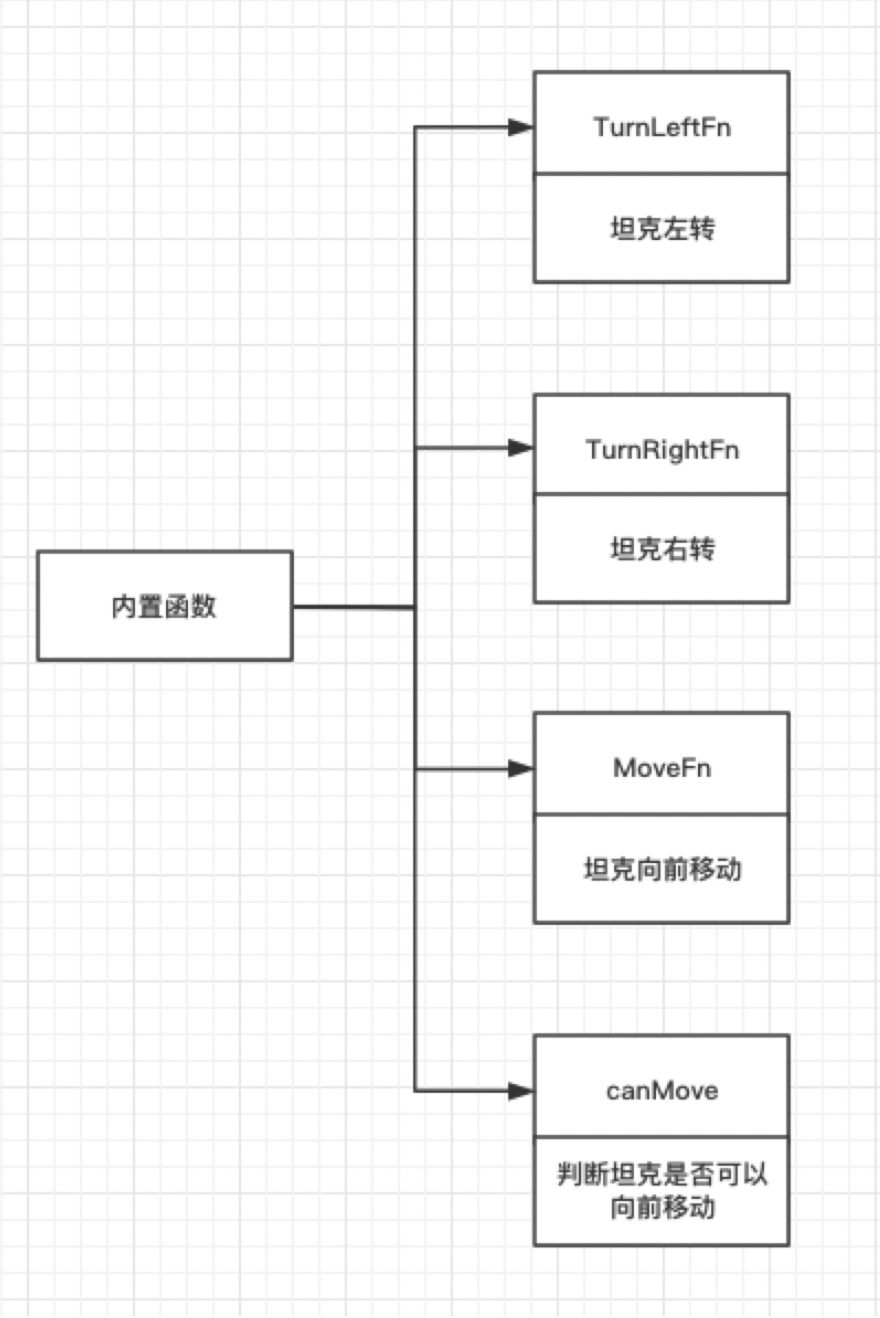 TurnLeftFn
坦克左转
TurnRightFn
坦克右转
内置函数
MoveFn
坦克向前移动
canMove
判断坦克是否可以
向前移动